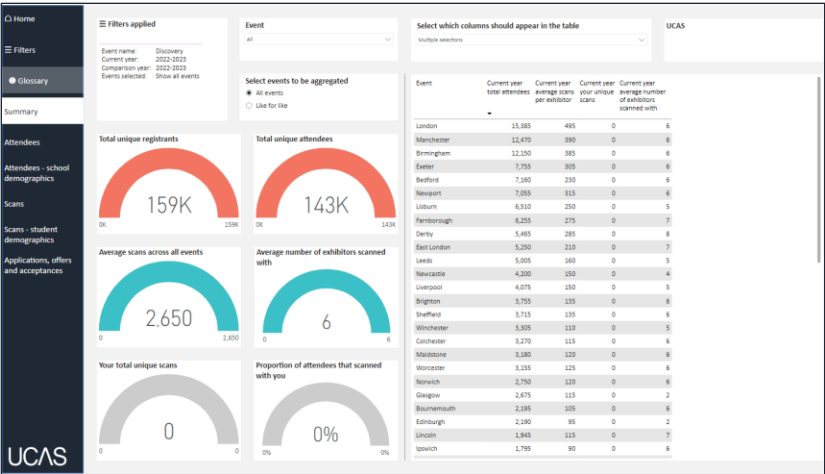 Home
Filters
Glossary
Summary
Attendees
Attendees - school
demographics
Scans
Scans - student
demographics
Applications, offers
and acceptances
UCAS
Filters applied
Event name: Discovery
Current year: 2022-2023
Comparison year: 2022-2023
Events selected: Show all events
Event
All
Select events to be aggregated
All events
Like for like
Select which columns should appear in the table
Multiple selections
UCAS
Total unique registrants
159K
0K 159K
Total unique attendees
143K
0K 143K
Average scans across all events
2,650
0 2,650
Average number of exhibitors scanned
with
6
0 6
Your total unique scans
0
0 0
Proportion of attendees that scanned
with you
0%
0% 0%
Event Current year Current year Current year Current year
total attendees average scans your unique average number
per exhibitor scans of exhibitors
scanned with
London 15,385 495 0 6
Manchester 12,470 390 0 6
Birmingham 12,150 385 0 6
Exeter 7,755 305 0 6
Bedford 7,160 230 0 6
Newport 7,055 315 0 6
Lisburn 6,510 250 0 5
Farnborough 6,255 275 0 7
Derby 5,465 285 0 8
East London 5,250 210 0 7
Leeds 5,005 160 0 5
Newcastle 4,200 150 0 4
Liverpool 4,075 150 0 5
Brighton 3,755 135 0 6
Sheffield 3,715 135 0 6
Winchester 3,305 110 0 5
Colchester 3,270 115 0 6
Maidstone 3,180 120 0 6
Worcester 3,155 125 0 6
Norwich 2,750 120 0 6
Glasgow 2,675 115 0 2
Bournemouth 2,195 105 0 6
Edinburgh 2,190 95 0 2
Lincoln 1,945 115 0 7
Ipswich 1,795 90 0 6